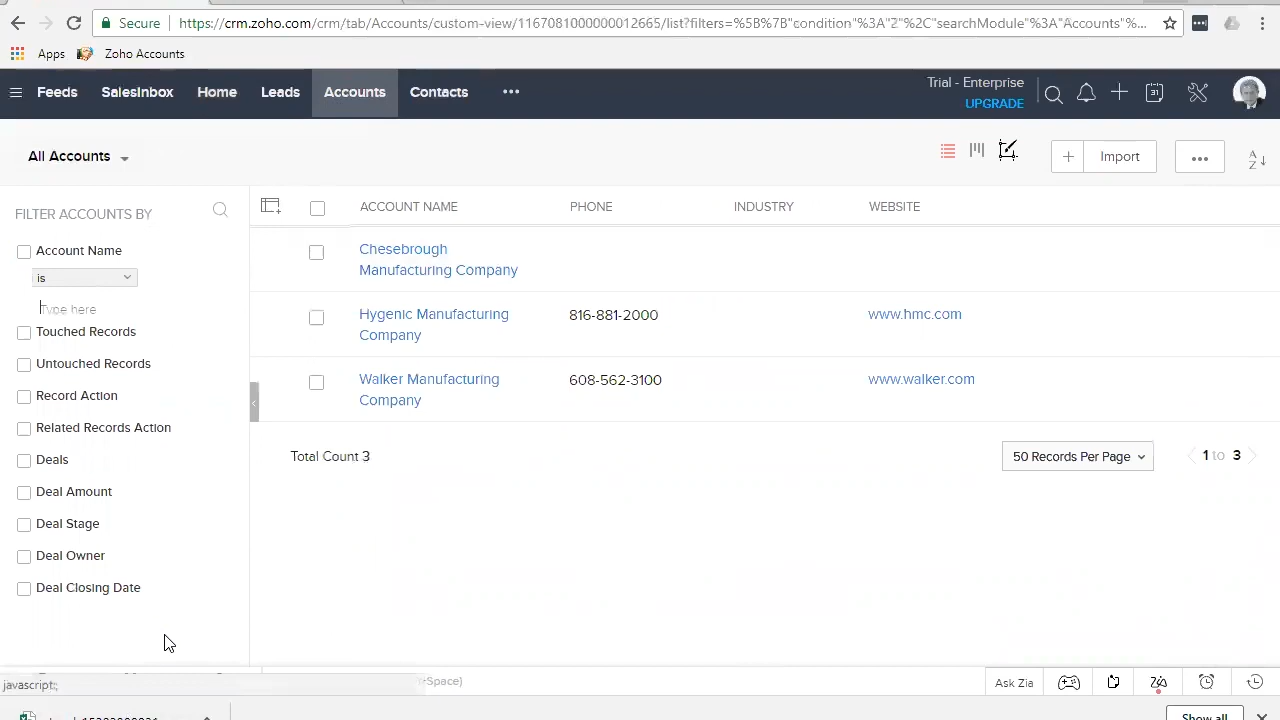 Secure
https://crm.zoho.com/crm/tab/Accounts/custom-view/1167081000000012665/list?filters=%5B%7B"condition"%3A"2"%2C"searchModule"%3A"Accounts"%...
Apps
Zoho Accounts
Feeds
SalesInbox
Home
Leads
Accounts
Contacts
•••
Trial - Enterprise
UPGRADE
31
All Accounts
+
Import
•••
A
Z
FILTER ACCOUNTS BY
Account Name
is
Type here
Touched Records
Untouched Records
Record Action
Related Records Action
Deals
Deal Amount
Deal Stage
Deal Owner
Deal Closing Date
ACCOUNT NAME PHONE INDUSTRY WEBSITE
Chesebrough
Manufacturing Company
Hygenic Manufacturing 816-881-2000 www.hmc.com
Company
Walker Manufacturing 608-562-3100 www.walker.com
Company
Total Count 3
50 Records Per Page
1 to 3
javascript:
+Space)
Ask Zia
Show all